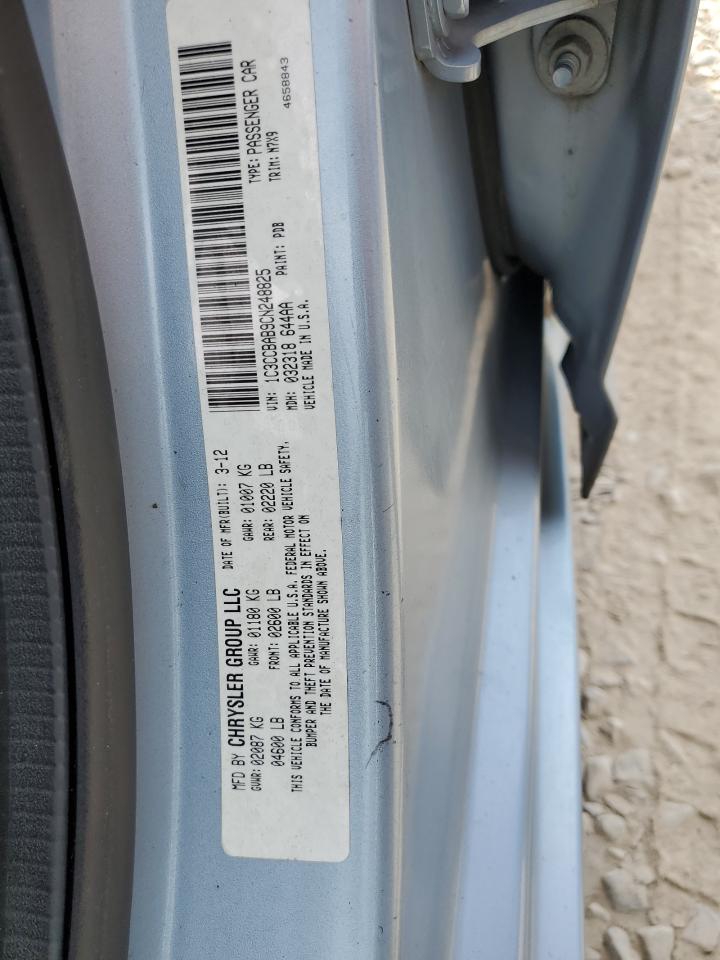 MFD BY CHRYSLER GROUP LLC DATE OF MFR(BUILT): 3-12
GVWR: 02087 KG GAWR: 01180 KG GAWR: 01007 KG
04600 LB FRONT: 02600 LB REAR: 02220 LB
THIS VEHICLE CONFORMS TO ALL APPLICABLE U.S.A. FEDERAL MOTOR VEHICLE SAFETY,
BUMPER AND THEFT PREVENTION STANDARDS IN EFFECT ON
THE DATE OF MANUFACTURE SHOWN ABOVE.
VIN: 1C3CCBAB9CN248825 TYPE: PASSENGER CAR
MDH: 032318 644AA PAINT: PDB TRIM: M7X9
VEHICLE MADE IN U.S.A. 4658843